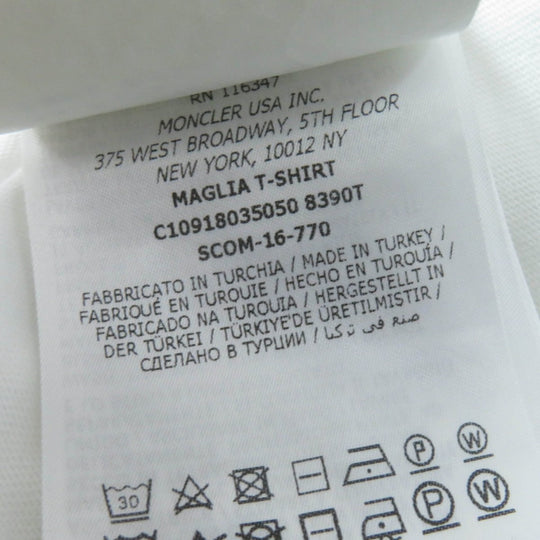 RN 116347
MONCLER USA INC.
375 WEST BROADWAY, 5TH FLOOR
NEW YORK, 10012 NY
MAGLIA T-SHIRT
C10918035050 8390T
SCOM-16-770
FABBRICATO IN TURCHIA / MADE IN TURKEY /
FABRIQUÉ EN TURQUIE / HECHO EN TURQUÍA /
FABRICADO NA TURQUIA / HERGESTELLT IN
DER TÜRKEI / TÜRKİYE'DE ÜRETİLMİSTİR /
СДЕЛАНО В ТУРЦИИ / صنع في تركيا
30 P W
P W